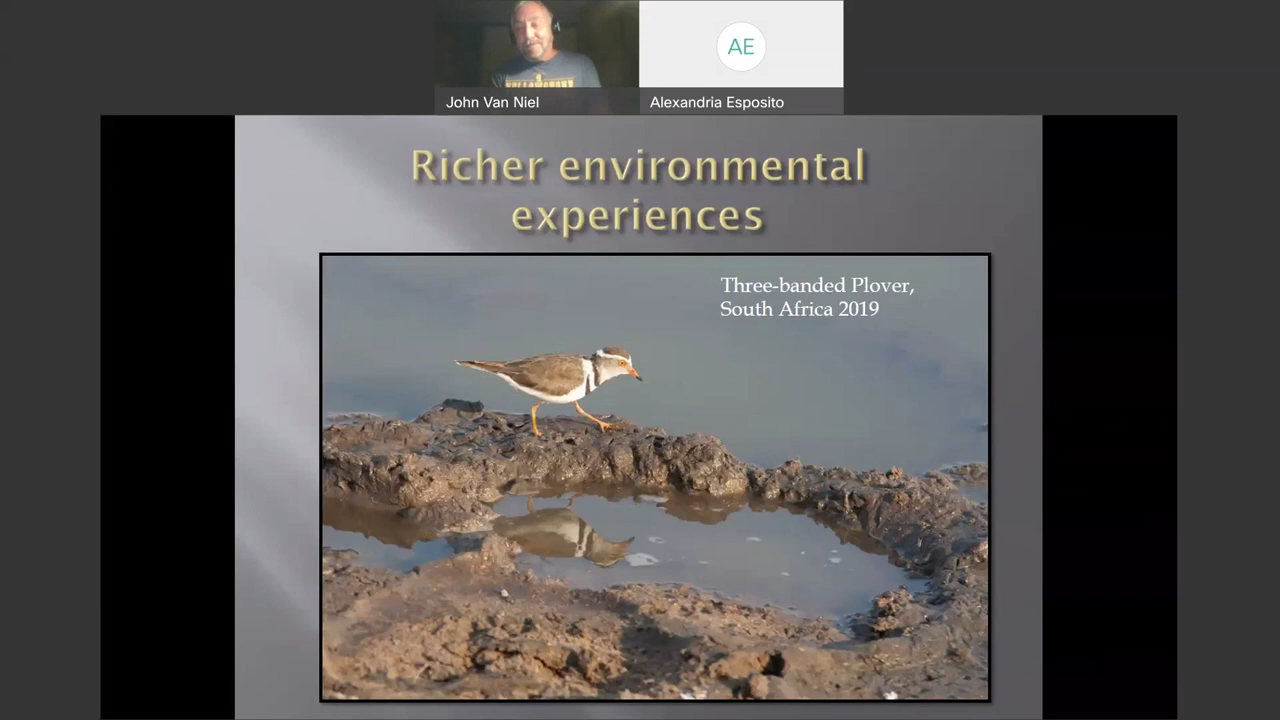 AE
John Van Niel
Alexandria Esposito
Richer environmental
experiences
Three-banded Plover,
South Africa 2019